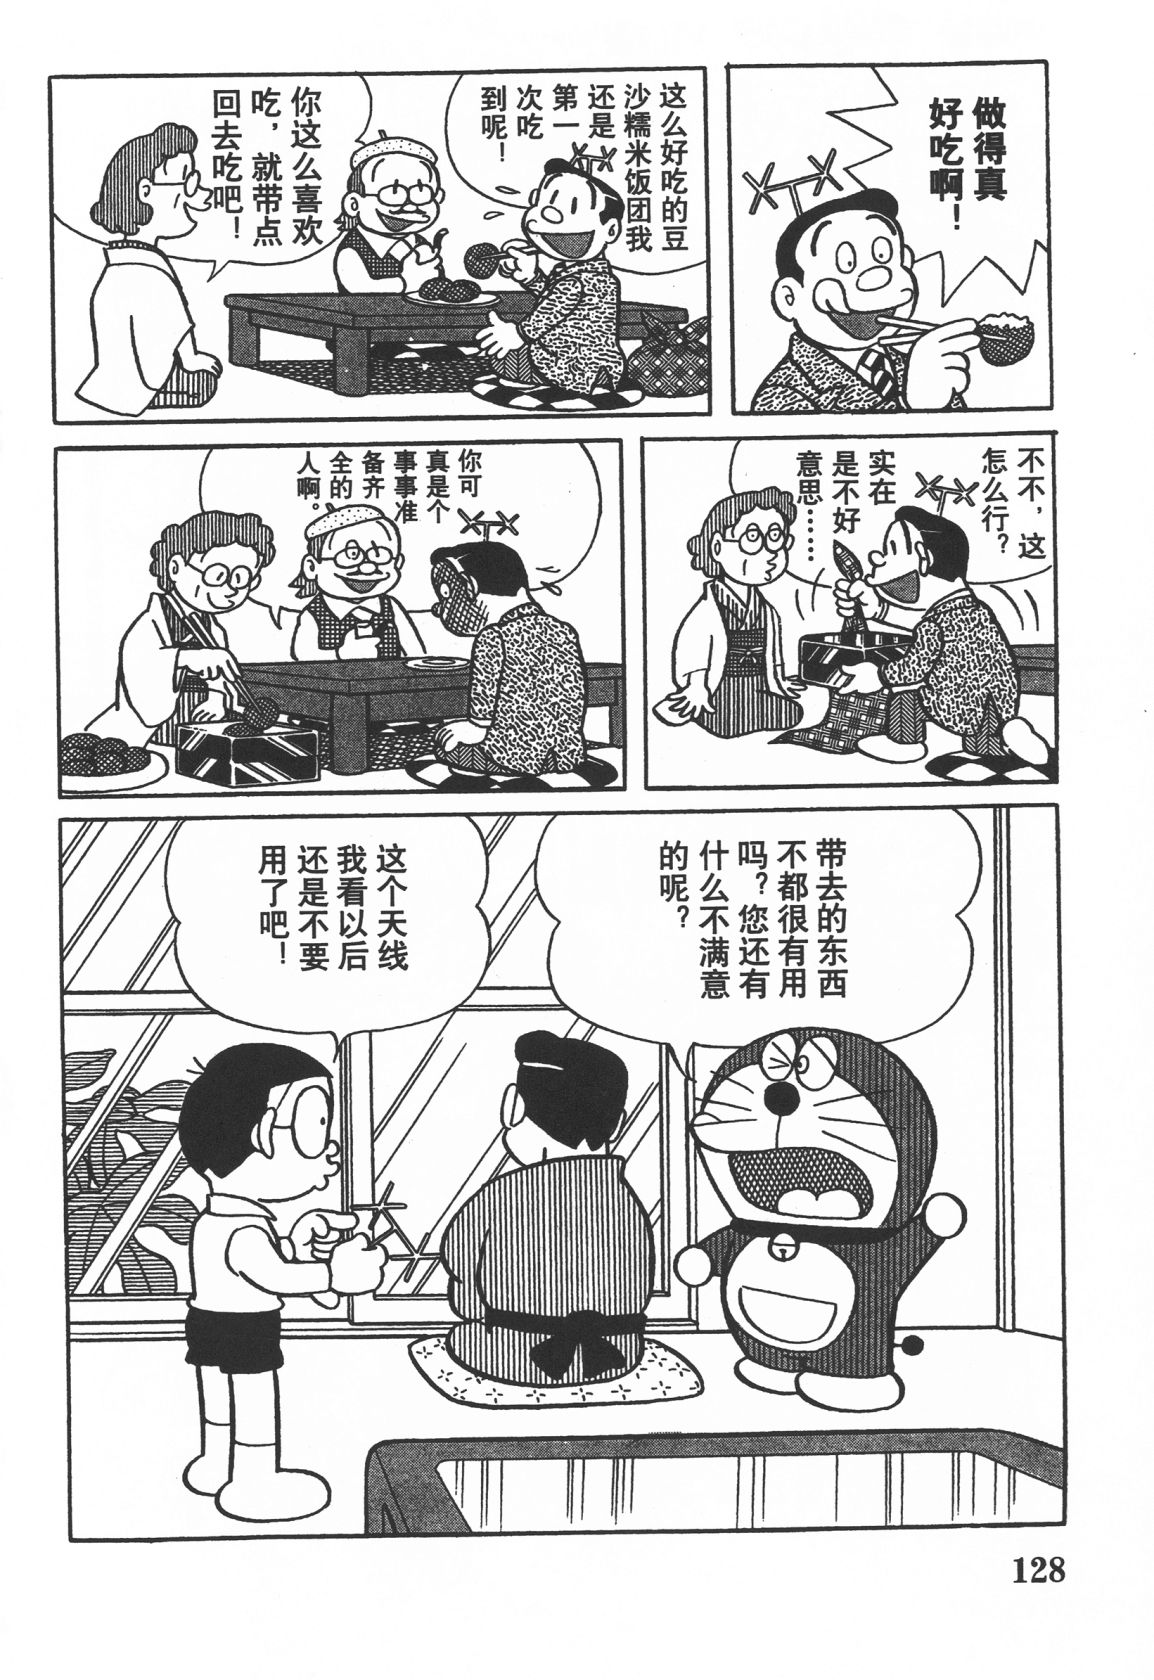 做得真
好吃啊！
这么好吃的豆
沙糯米饭团我
还是
第一
次吃
到呢！
你这么喜欢
吃，就带点
回去吃吧！
不不，这
怎么行？
实在
是不好
意思……
你可
真是个
事事准
备齐
全的
人啊。
带去的东西
不都很有用
吗？您还有
什么不满意
的呢？
这个天线
我看以后
还是不要
用了吧！
128